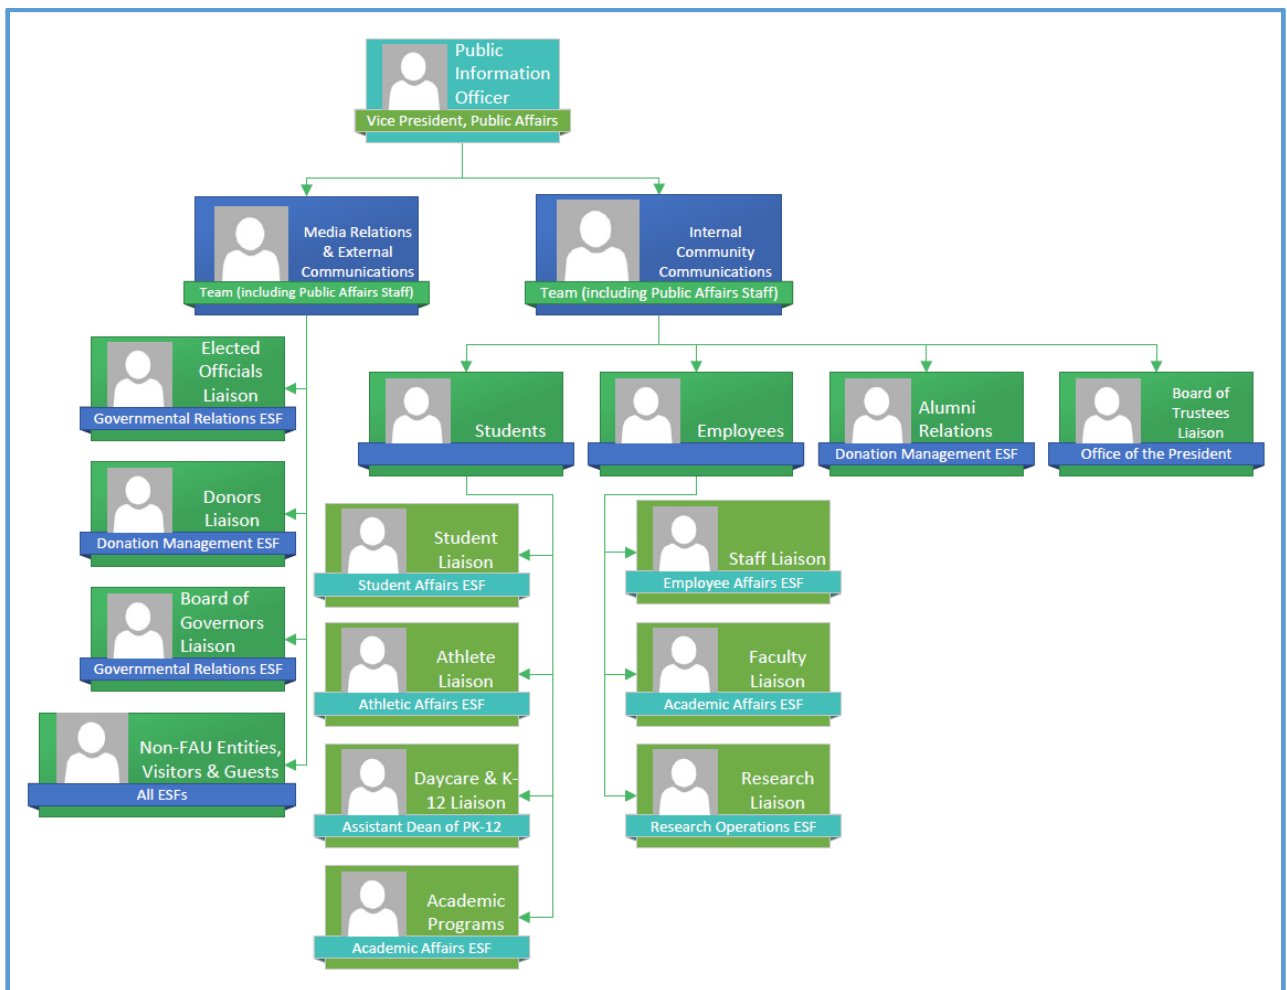 Public
Information
Officer
Vice President, Public Affairs
Media Relations
& External
Communications
Team (including Public Affairs Staff)
Internal
Community
Communications
Team (including Public Affairs Staff)
Elected
Officials
Liaison
Governmental Relations ESF
Donors
Liaison
Donation Management ESF
Board of
Governors
Liaison
Governmental Relations ESF
Non-FAU Entities,
Visitors & Guests
All ESFs
Students
Employees
Alumni
Relations
Donation Management ESF
Board of
Trustees
Liaison
Office of the President
Student
Liaison
Student Affairs ESF
Athlete
Liaison
Athletic Affairs ESF
Daycare & K-
12 Liaison
Assistant Dean of PK-12
Academic
Programs
Academic Affairs ESF
Staff Liaison
Employee Affairs ESF
Faculty
Liaison
Academic Affairs ESF
Research
Liaison
Research Operations ESF